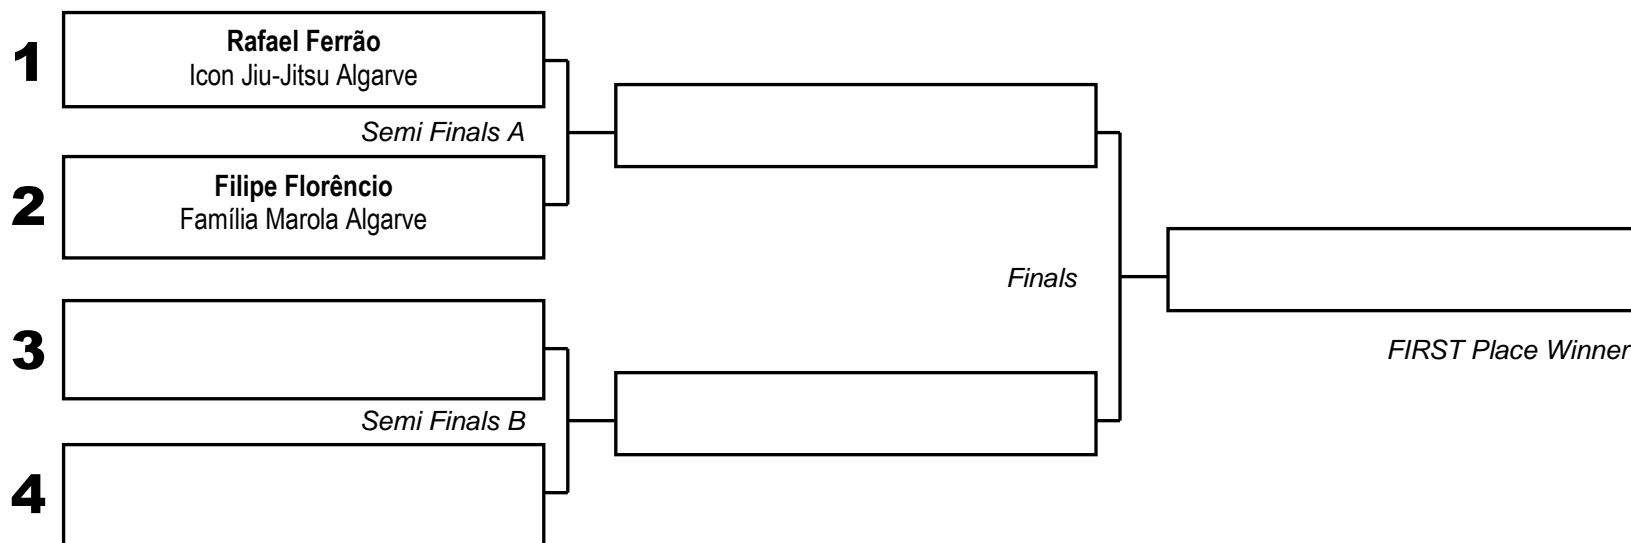 1
Rafael Ferrão
Icon Jiu-Jitsu Algarve
Semi Finals A
2
Filipe Florêncio
Família Marola Algarve
Finals
3
FIRST Place Winner
Semi Finals B
4